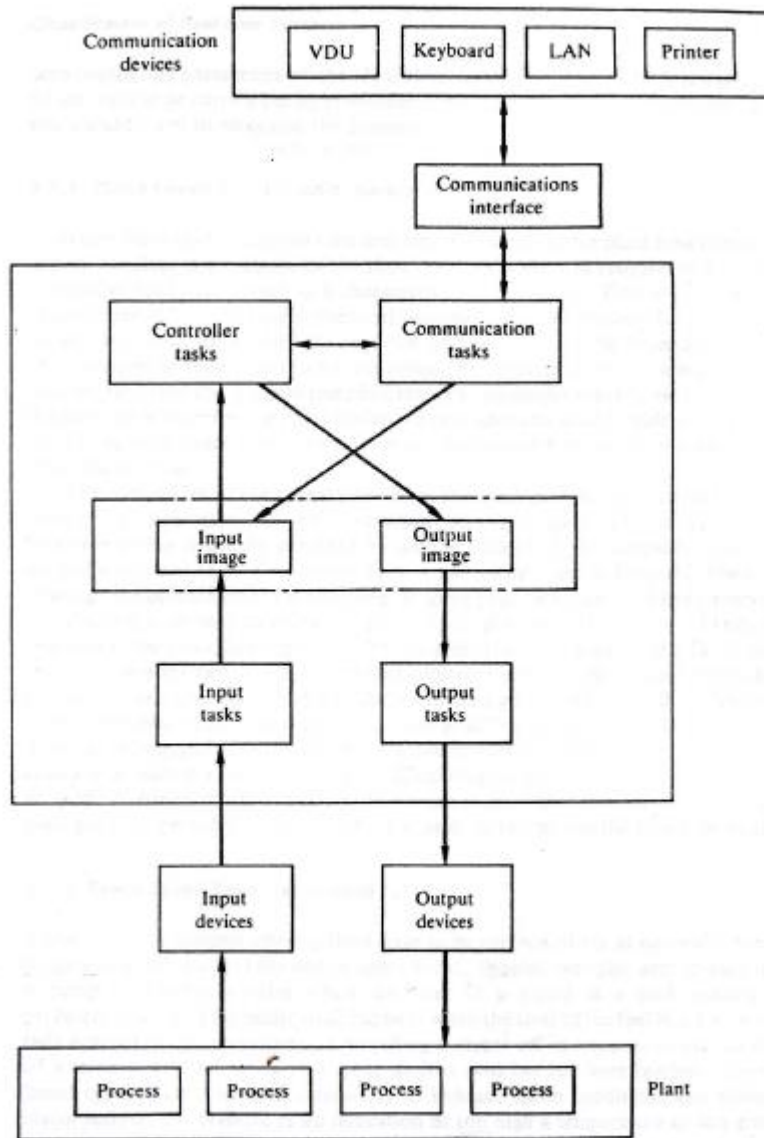 Communication
devices
VDU
Keyboard
LAN
Printer
Communications
interface
Controller
tasks
Communication
tasks
Input
image
Output
image
Input
tasks
Output
tasks
Input
devices
Output
devices
Process
Process
Process
Process
Plant